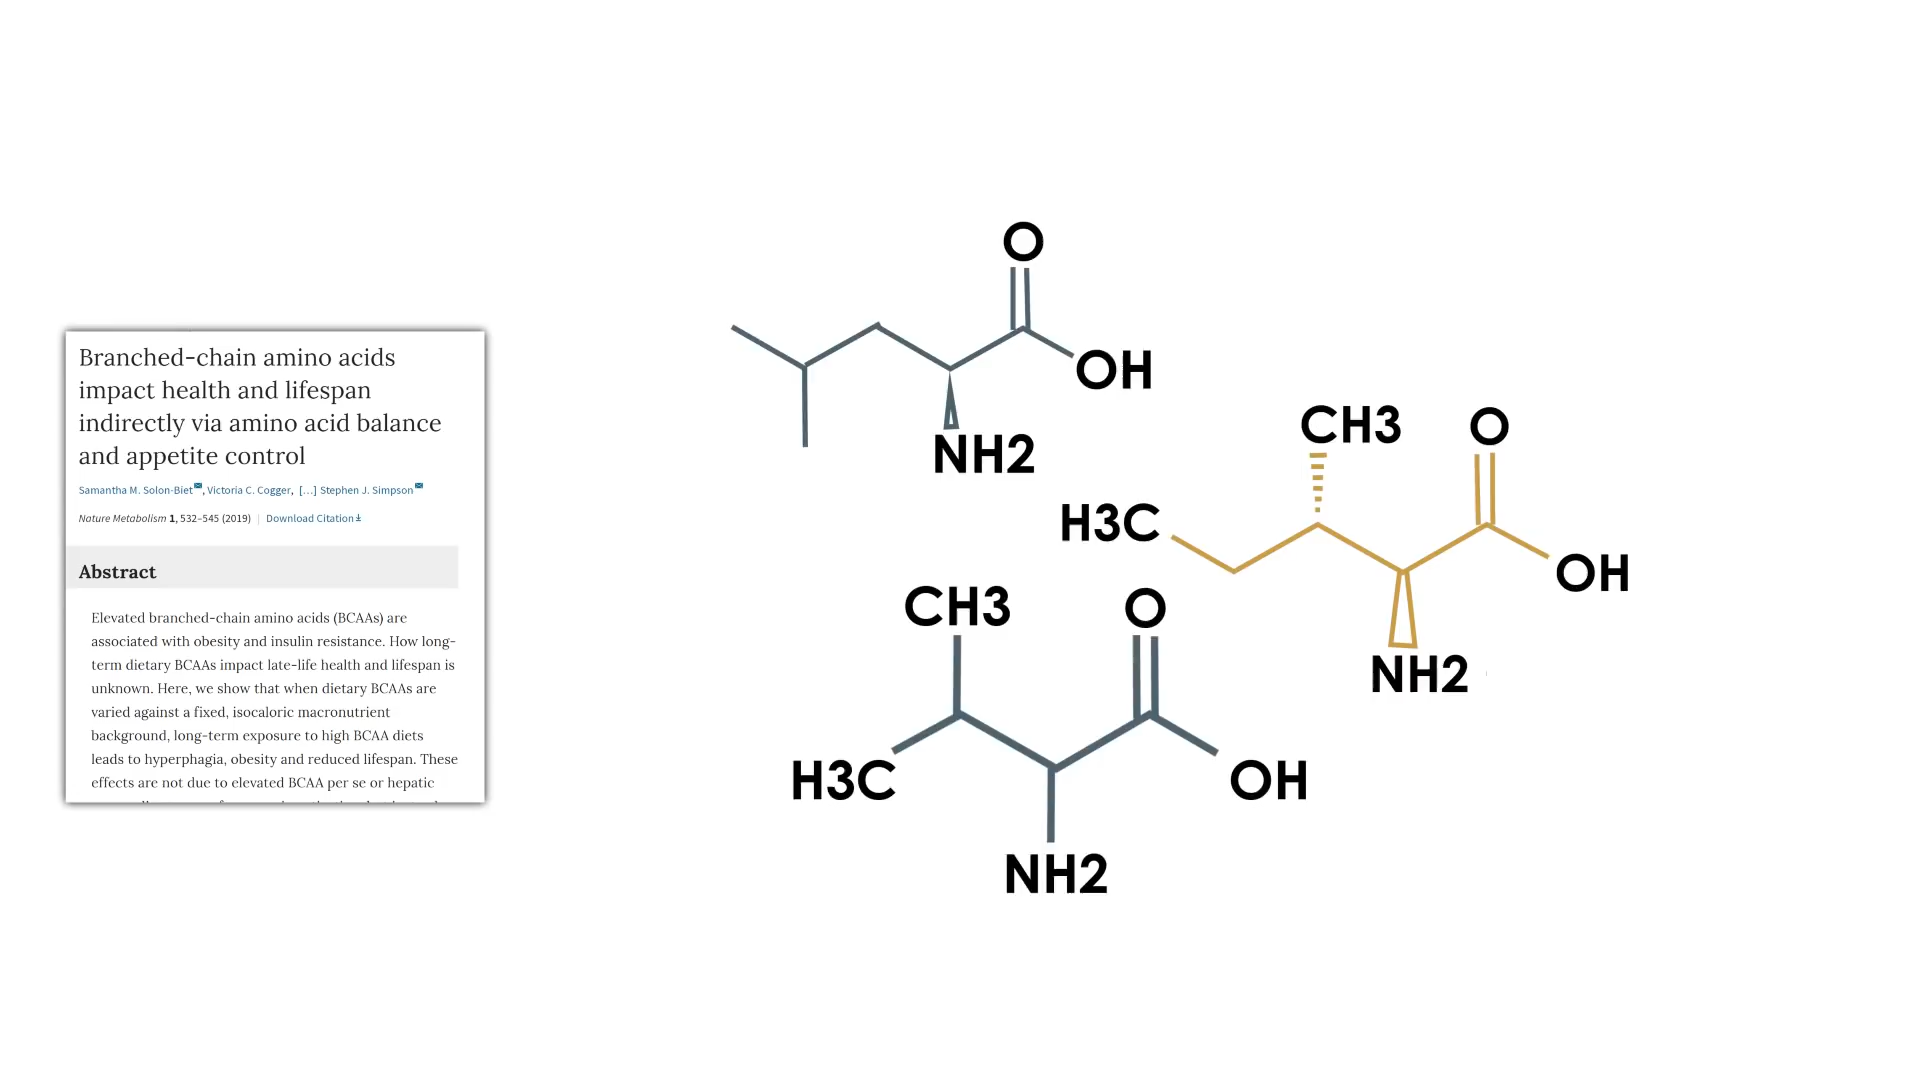 Branched-chain amino acids
impact health and lifespan
indirectly via amino acid balance
and appetite control
Samantha M. Solon-Biet, Victoria C. Cogger, [...] Stephen J. Simpson
Nature Metabolism 1, 532–545 (2019) | Download Citation
Abstract
Elevated branched-chain amino acids (BCAAs) are
associated with obesity and insulin resistance. How long-
term dietary BCAAs impact late-life health and lifespan is
unknown. Here, we show that when dietary BCAAs are
varied against a fixed, isocaloric macronutrient
background, long-term exposure to high BCAA diets
leads to hyperphagia, obesity and reduced lifespan. These
effects are not due to elevated BCAA per se or hepatic
O
OH
NH2
CH3
O
H3C
OH
NH2
CH3
O
H3C
OH
NH2